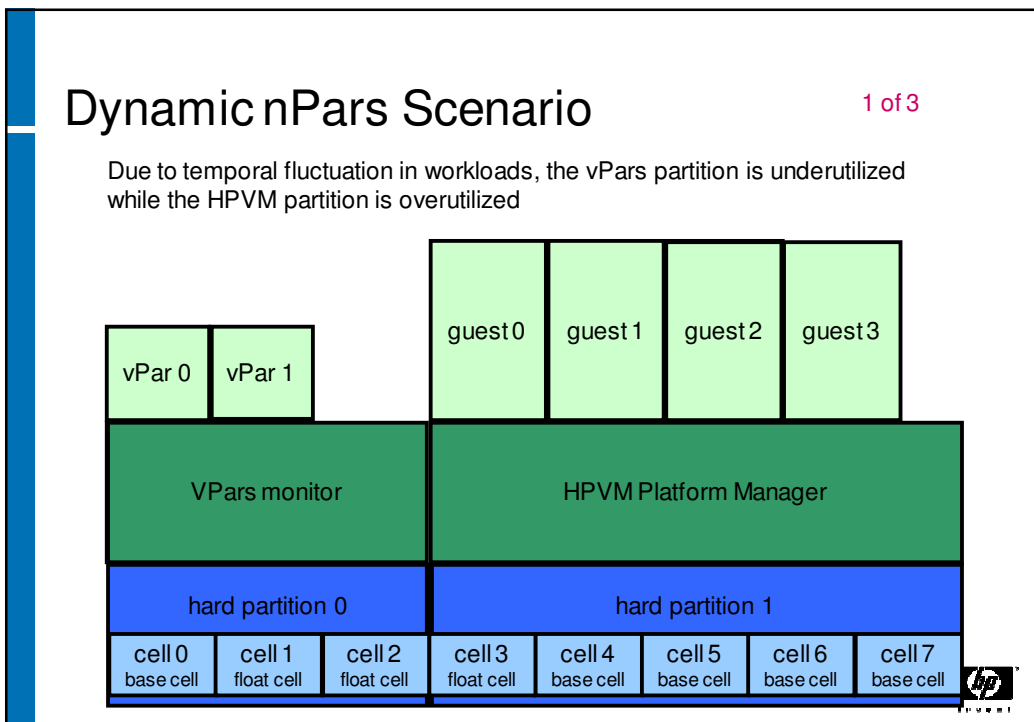 Dynamic nPars Scenario
1 of 3
Due to temporal fluctuation in workloads, the vPars partition is underutilized
while the HPVM partition is overutilized
guest 0
guest 1
guest 2
guest 3
vPar 0
vPar 1
VPars monitor
HPVM Platform Manager
hard partition 0
hard partition 1
cell 0
base cell
cell 1
float cell
cell 2
float cell
cell 3
float cell
cell 4
base cell
cell 5
base cell
cell 6
base cell
cell 7
base cell
hp
invent